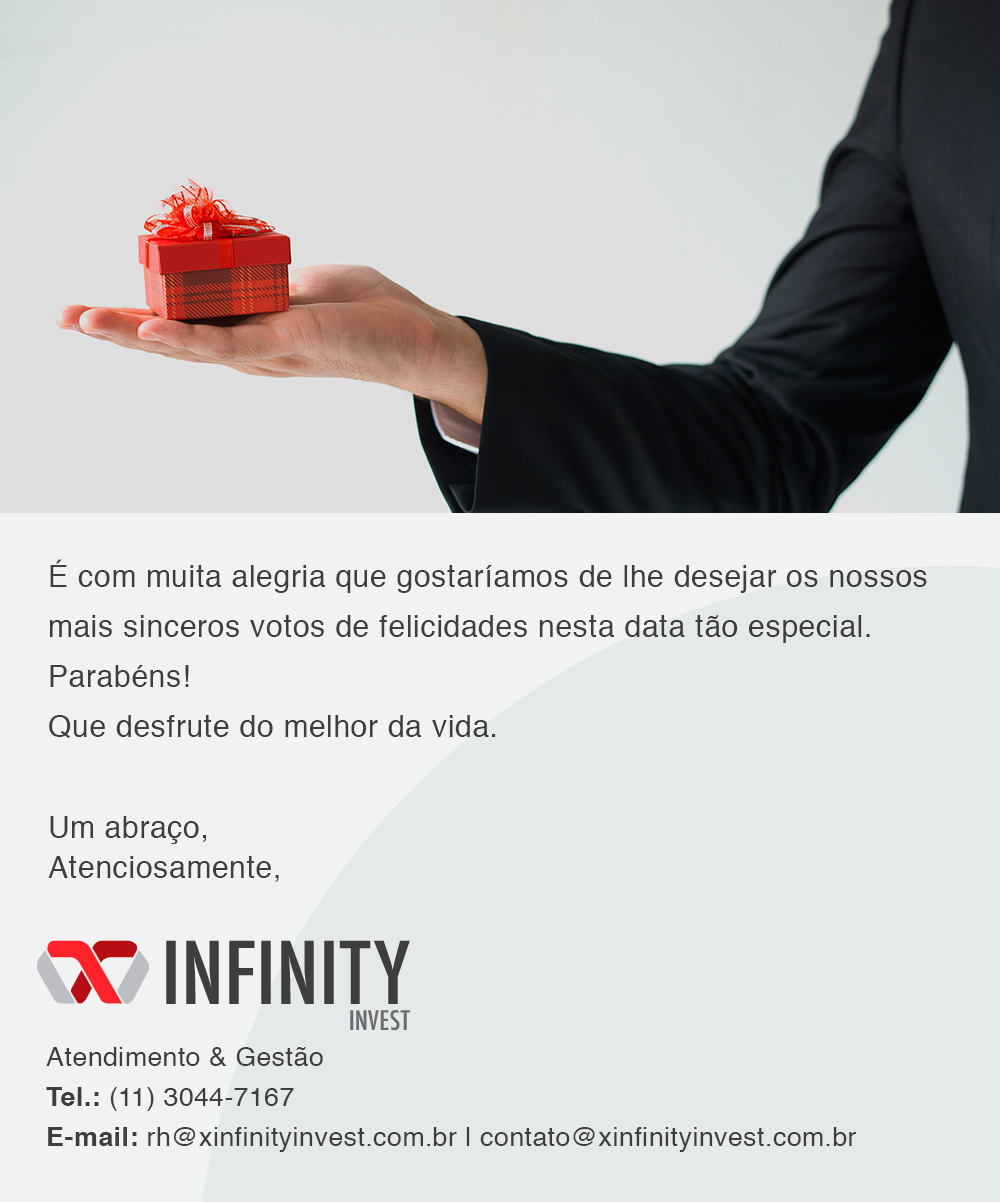 É com muita alegria que gostaríamos de lhe desejar os nossos
mais sinceros votos de felicidades nesta data tão especial.
Parabéns!
Que desfrute do melhor da vida.
Um abraço,
Atenciosamente,
INFINITY
INVEST
Atendimento & Gestão
Tel.: (11) 3044-7167
E-mail: rh@xinfinityinvest.com.br l contato@xinfinityinvest.com.br